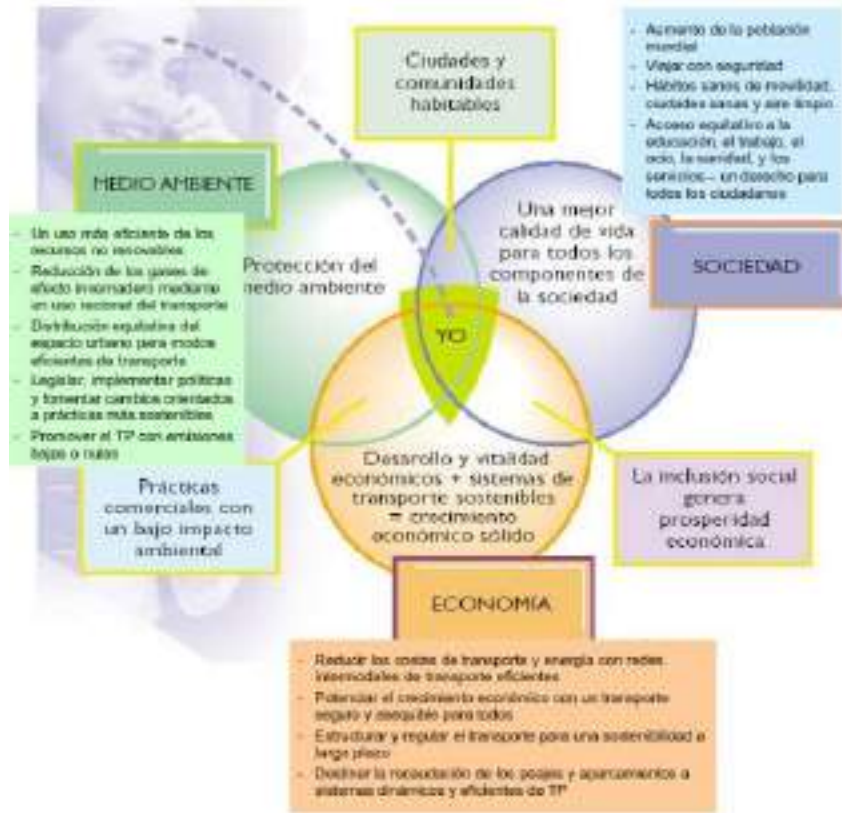 Ciudades y
comunidades
habitables
- Aumento de la población
mundial
- Viajar con seguridad
- Hábitos sanos de movilidad,
ciudades sanas y aire limpio
- Acceso equitativo a la
educación, el trabajo, el
ocio, la sanidad, y los
servicios – un derecho para
todos los ciudadanos
SOCIEDAD
MEDIO AMBIENTE
- Un uso más eficiente de los
recursos no renovables
- Reducción de los gases de
efecto invernadero mediante
un uso racional del transporte
- Distribución equitativa del
espacio urbano para modos
eficientes de transporte
- Legislar, implementar políticas
y fomentar cambios orientados
a prácticas más sostenibles
- Promover el TP con emisiones
bajas o nulas
Protección del
medio ambiente
Una mejor
calidad de vida
para todos los
componentes de
la sociedad
YO
Desarollo y vitalidad
económicos + sistemas de
transporte sostenibles
= crecimiento
económico sólido
Prácticas
comerciales con
un bajo impacto
ambiental
La inclusión social
genera
prosperidad
económica
ECONOMÍA
- Reducir los costes de transporte y energía con redes
intermodales de transporte eficientes
- Potenciar el crecimiento económico con un transporte
seguro y asequible para todos
- Estructurar y regular el transporte para una sostenibilidad a
largo plazo
- Destinar la recaudación de los peajes y aparcamientos a
sistemas dinámicos y eficientes de TP